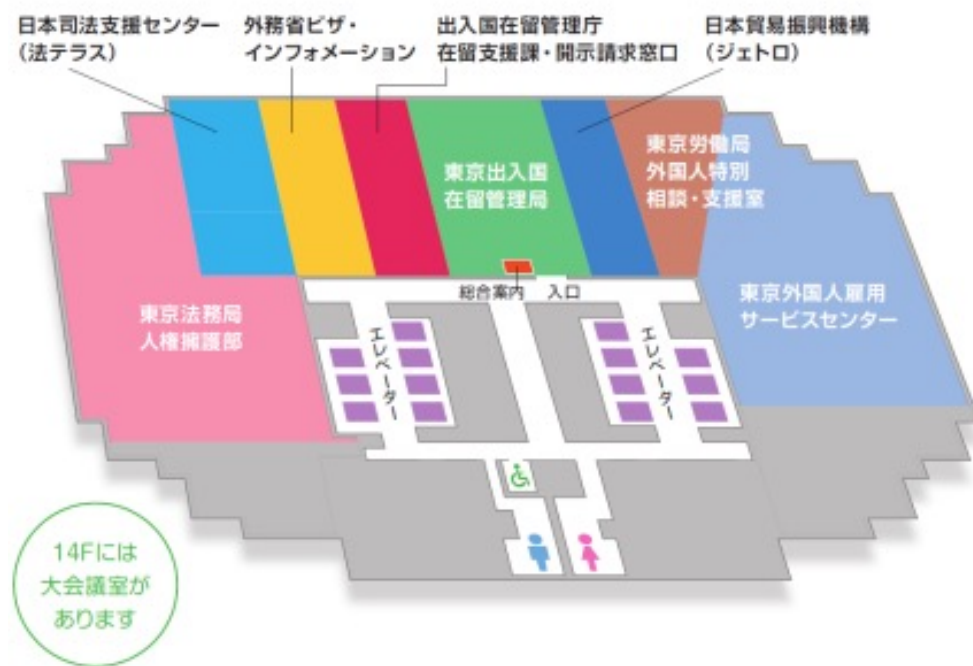 日本司法支援センター
(法テラス)
外務省ビザ・
インフォメーション
出入国在留管理庁
在留支援課・開示請求窓口
日本貿易振興機構
(ジェトロ)
東京出入国
在留管理局
東京労働局
外国人特別
相談・支援室
総合案内
入口
東京法務局
人権擁護部
東京外国人雇用
サービスセンター
エレベーター
エレベーター
14Fには
大会議室が
あります